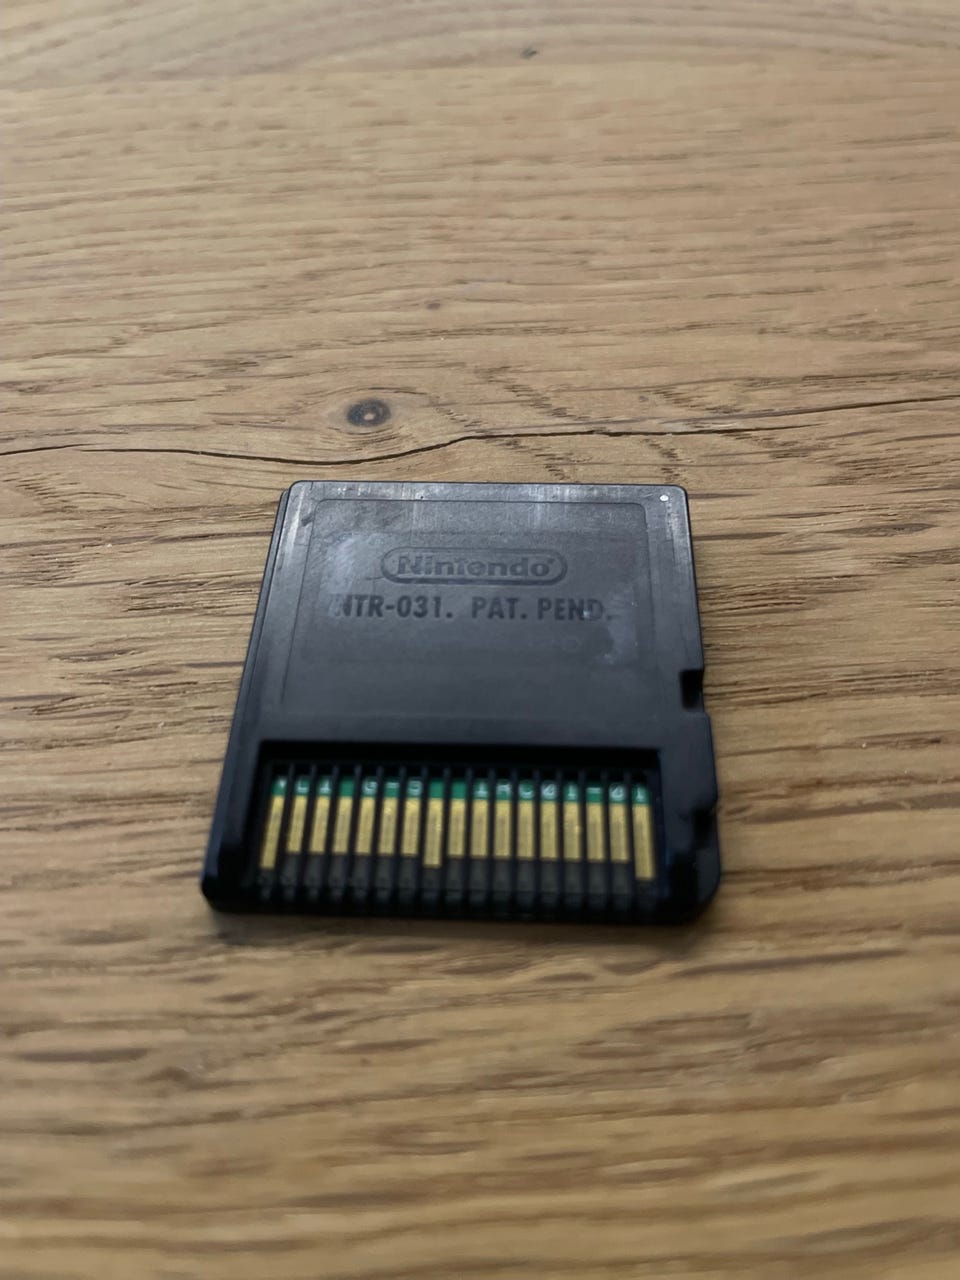 Nintendo®
NTR-031. PAT. PEND.